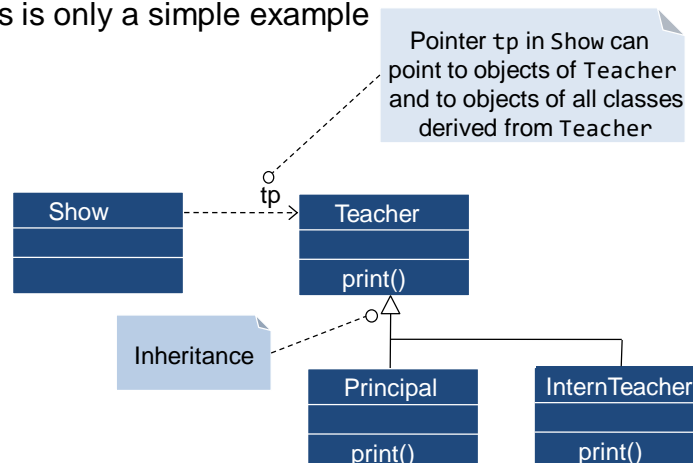 s is only a simple example
Pointer tp in Show can
point to objects of Teacher
and to objects of all classes
derived from Teacher
tp
Show
Teacher
print()
Inheritance
Principal
InternTeacher
print()
print()